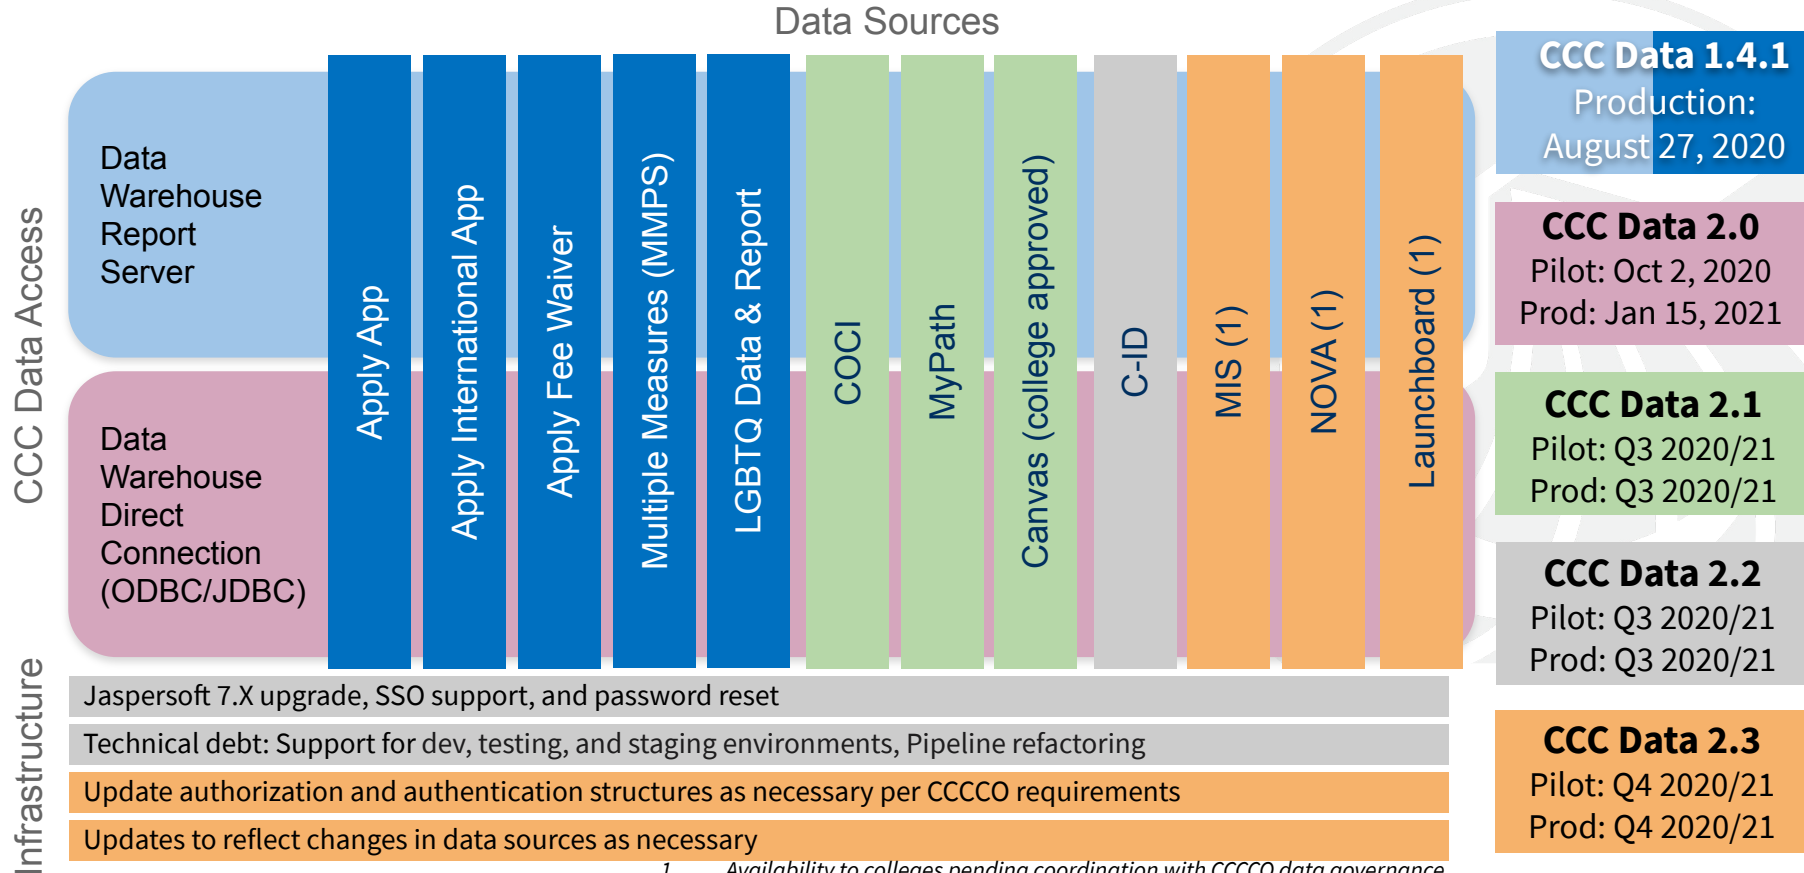 Data Sources
CCC Data Access
Data
Warehouse
Report
Server
Data
Warehouse
Direct
Connection
(ODBC/JDBC)
Apply App
Apply International App
Apply Fee Waiver
Multiple Measures (MMPS)
LGBTQ Data & Report
COCI
MyPath
Canvas (college approved)
C-ID
MIS (1)
NOVA (1)
Launchboard (1)
Infrastructure
Jaspersoft 7.X upgrade, SSO support, and password reset
Technical debt: Support for dev, testing, and staging environments, Pipeline refactoring
Update authorization and authentication structures as necessary per CCCCO requirements
Updates to reflect changes in data sources as necessary
1 Availability to colleges pending coordination with CCCCO data governance
CCC Data 1.4.1
Production:
August 27, 2020
CCC Data 2.0
Pilot: Oct 2, 2020
Prod: Jan 15, 2021
CCC Data 2.1
Pilot: Q3 2020/21
Prod: Q3 2020/21
CCC Data 2.2
Pilot: Q3 2020/21
Prod: Q3 2020/21
CCC Data 2.3
Pilot: Q4 2020/21
Prod: Q4 2020/21